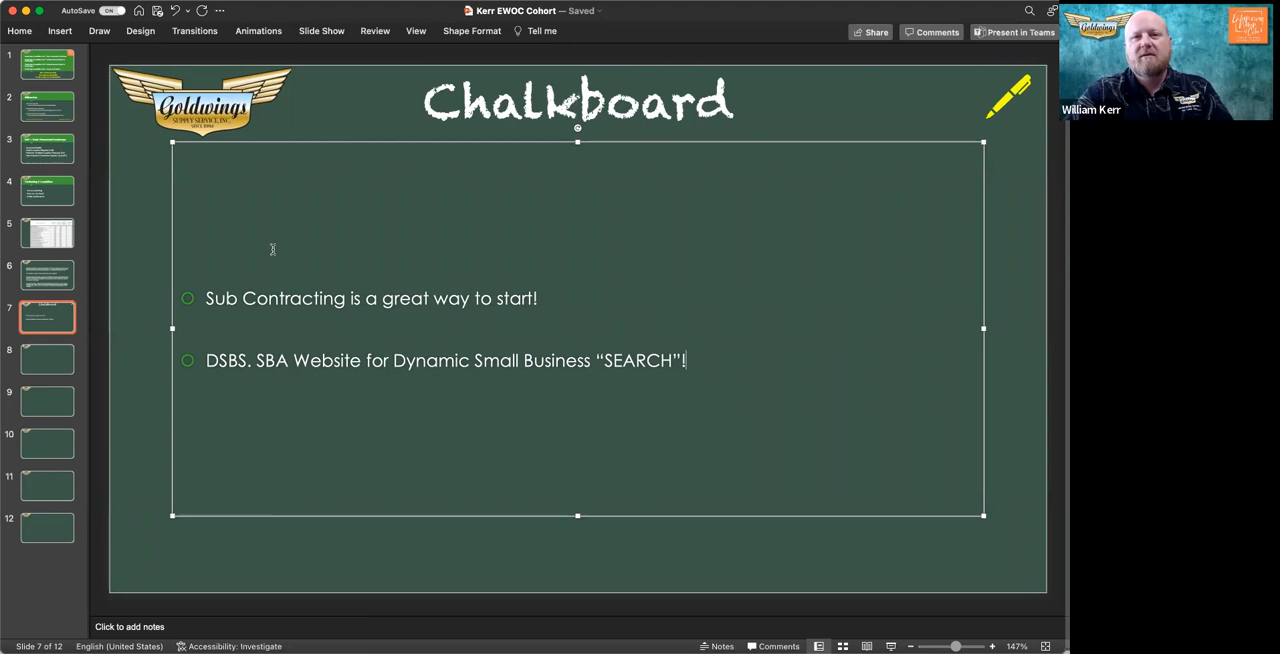 AutoSave ON Kerr EWOC Cohort — Saved
Home Insert Draw Design Transitions Animations Slide Show Review View Shape Format Tell me Share Comments Present in Teams
Goldwings
SUPPLY SERVICE, INC.
Chalkboard
Sub Contracting is a great way to start!
DSBS. SBA Website for Dynamic Small Business “SEARCH”!
1
2
3
4
5
6
7
8
9
10
11
12
Click to add notes
Slide 7 of 12 English (United States) Accessibility: Investigate Notes Comments 147%
Goldwings
William Kerr